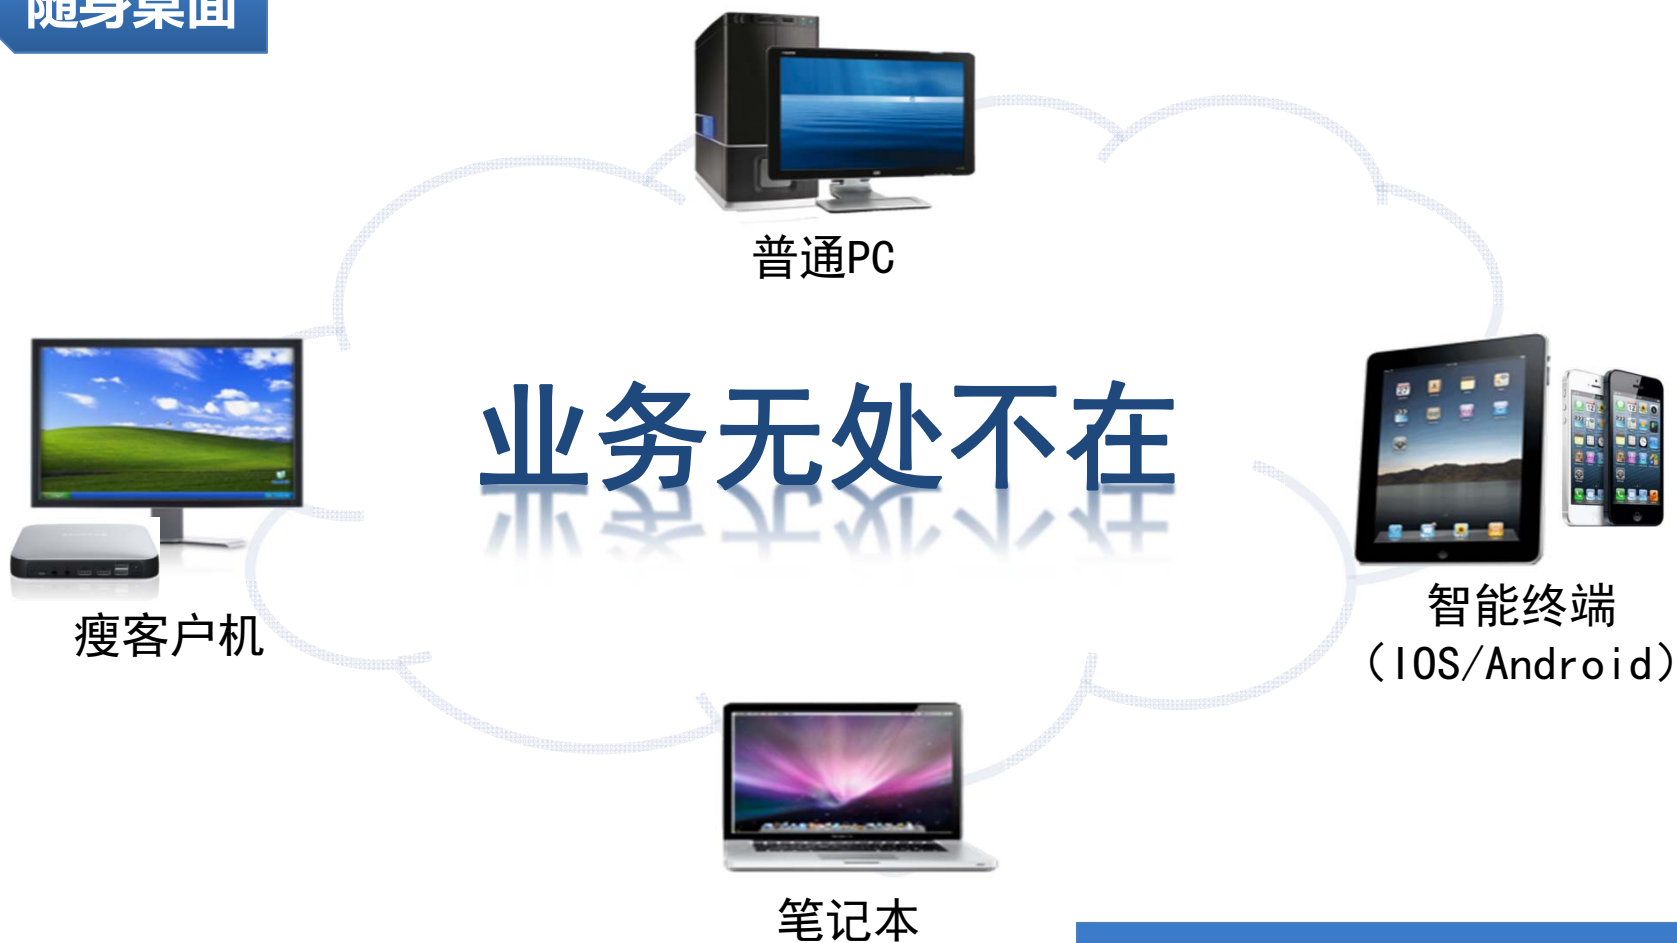 随身桌面
普通PC
业务无处不在
瘦客户机
智能终端
（IOS/Android）
笔记本